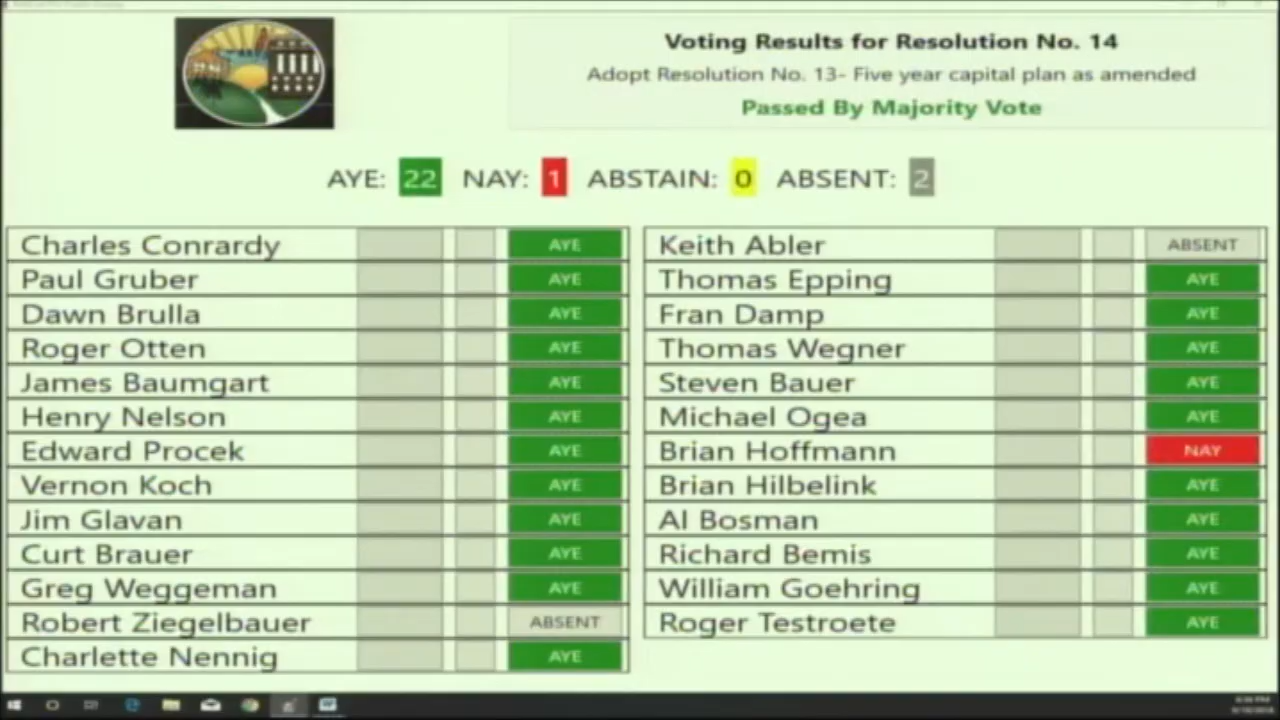 Voting Results for Resolution No. 14
Adopt Resolution No. 13- Five year capital plan as amended
Passed By Majority Vote
AYE: 22 NAY: 1 ABSTAIN: 0 ABSENT: 2
Charles Conrardy AYE
Paul Gruber AYE
Dawn Brulla AYE
Roger Otten AYE
James Baumgart AYE
Henry Nelson AYE
Edward Procek AYE
Vernon Koch AYE
Jim Glavan AYE
Curt Brauer AYE
Greg Weggeman AYE
Robert Ziegelbauer ABSENT
Charlette Nennig AYE
Keith Abler ABSENT
Thomas Epping AYE
Fran Damp AYE
Thomas Wegner AYE
Steven Bauer AYE
Michael Ogea AYE
Brian Hoffmann NAY
Brian Hilbelink AYE
Al Bosman AYE
Richard Bemis AYE
William Goehring AYE
Roger Testroete AYE